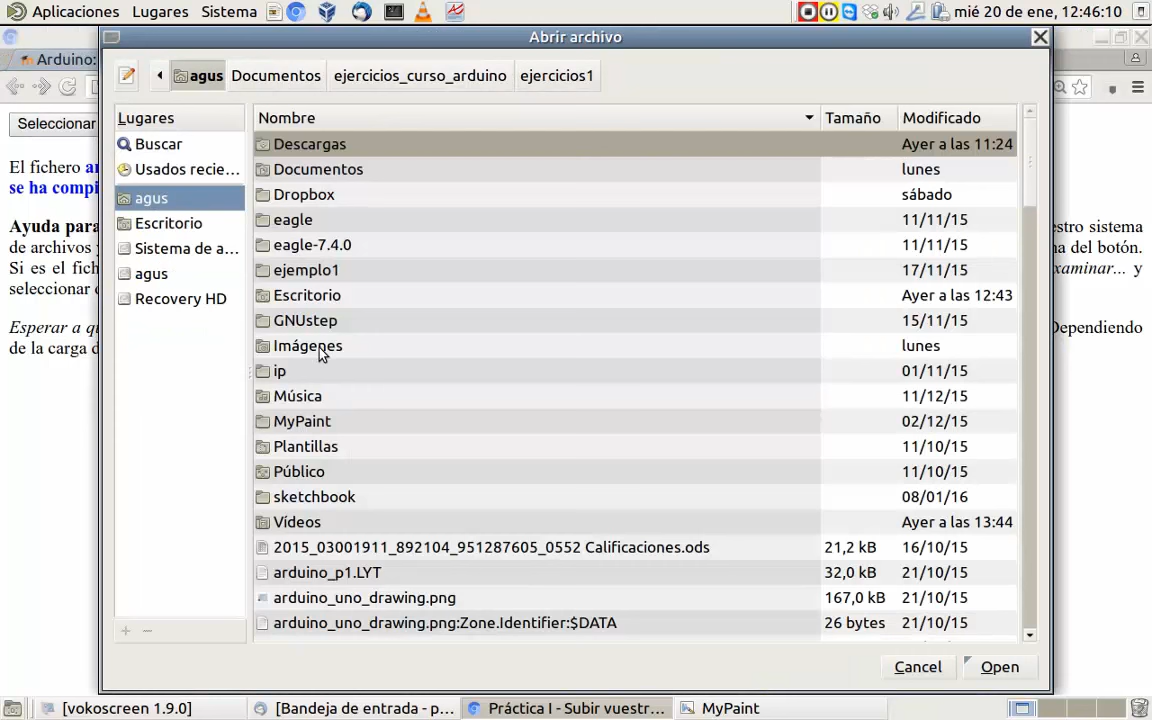 Aplicaciones Lugares Sistema mié 20 de ene, 12:46:10
Abrir archivo
Arduino:
agus Documentos ejercicios_curso_arduino ejercicios1
Seleccionar
Lugares
Buscar
Usados recie...
agus
Escritorio
Sistema de a...
agus
Recovery HD
Nombre Tamaño Modificado
Descargas Ayer a las 11:24
Documentos lunes
Dropbox sábado
eagle 11/11/15
eagle-7.4.0 11/11/15
ejemplo1 17/11/15
Escritorio Ayer a las 12:43
GNUstep 15/11/15
Imágenes lunes
ip 01/11/15
Música 11/12/15
MyPaint 02/12/15
Plantillas 11/10/15
Público 11/10/15
sketchbook 08/01/16
Vídeos Ayer a las 13:44
2015_03001911_892104_951287605_0552 Calificaciones.ods 21,2 kB 16/10/15
arduino_p1.LYT 32,0 kB 21/10/15
arduino_uno_drawing.png 167,0 kB 21/10/15
arduino_uno_drawing.png:Zone.Identifier:$DATA 26 bytes 21/10/15
Cancel Open
El fichero
se ha compi
Ayuda para estro sistema
de archivos na del botón.
Si es el fich xaminar... y
seleccionar
Esperar a q Dependiendo
de la carga d
[vokoscreen 1.9.0] [Bandeja de entrada - p... Práctica I - Subir vuestr... MyPaint